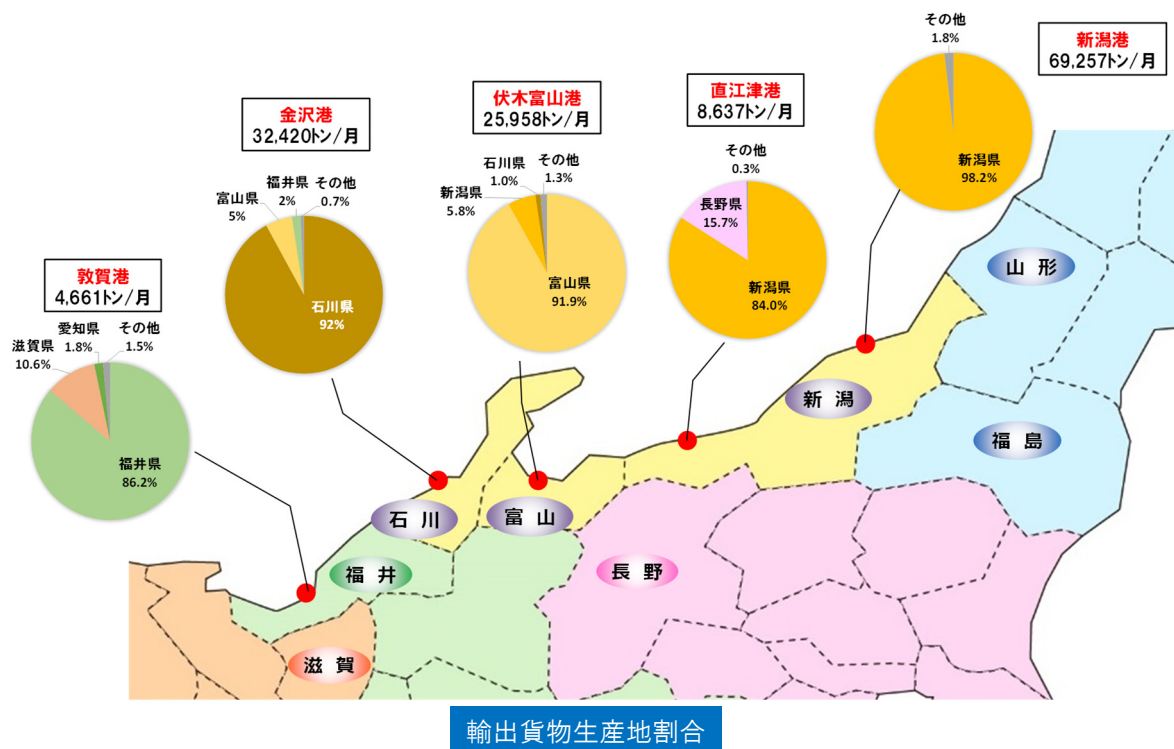 新潟港
69,257トン/月
その他
1.8%
新潟県
98.2%
直江津港
8,637トン/月
その他
0.3%
長野県
15.7%
新潟県
84.0%
伏木富山港
25,958トン/月
石川県
1.0%
その他
1.3%
新潟県
5.8%
富山県
91.9%
金沢港
32,420トン/月
富山県
5%
福井県
2%
その他
0.7%
石川県
92%
敦賀港
4,661トン/月
滋賀県
10.6%
愛知県
1.8%
その他
1.5%
福井県
86.2%
山形
新潟
福島
石川
富山
福井
長野
滋賀
輸出貨物生産地割合